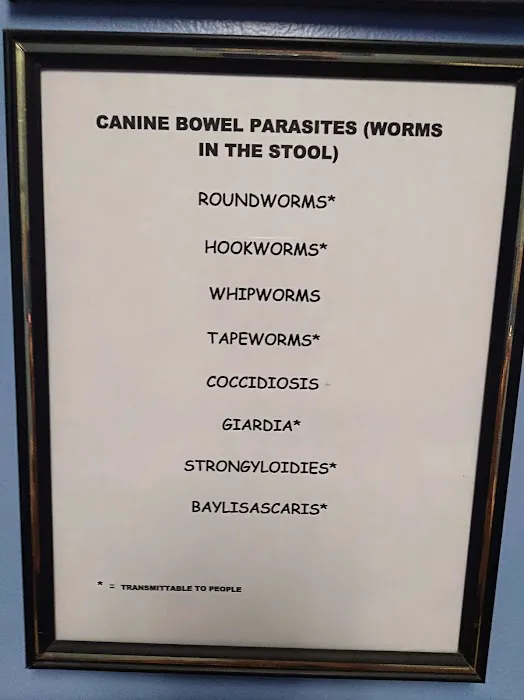 CANINE BOWEL PARASITES (WORMS
IN THE STOOL)
ROUNDWORMS*
HOOKWORMS*
WHIPWORMS
TAPEWORMS*
COCCIDIOSIS
GIARDIA*
STRONGYLOIDIES*
BAYLISASCARIS*
* = TRANSMITTABLE TO PEOPLE